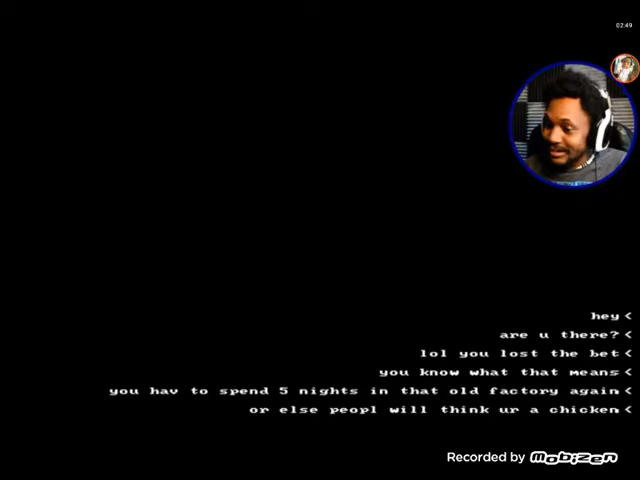 02:49
hey <
are u there? <
lol you lost the bet <
you know what that means <
you hav to spend 5 nights in that old factory again <
or else peopl will think ur a chicken <
Recorded by Mobizen